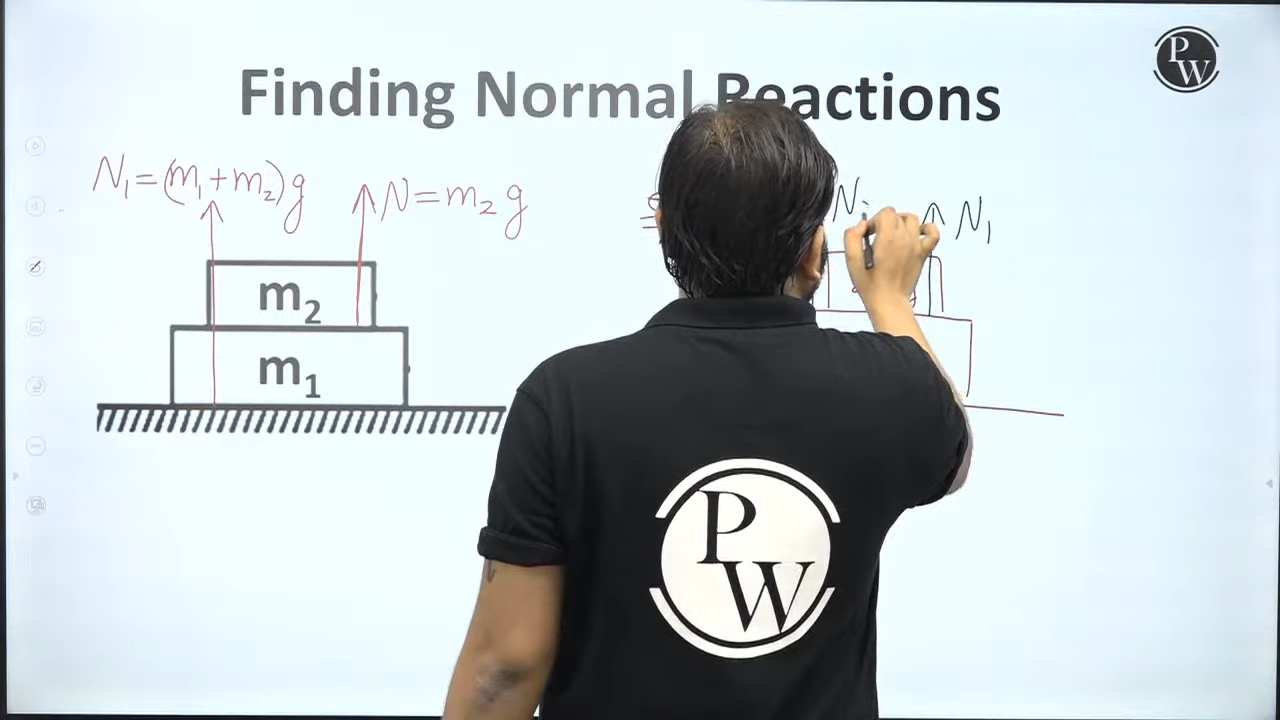 Finding Normal Reactions
PW
N₁ = (m₁ + m₂)g
N = m₂g
N
N₁
m₂
m₁
PW